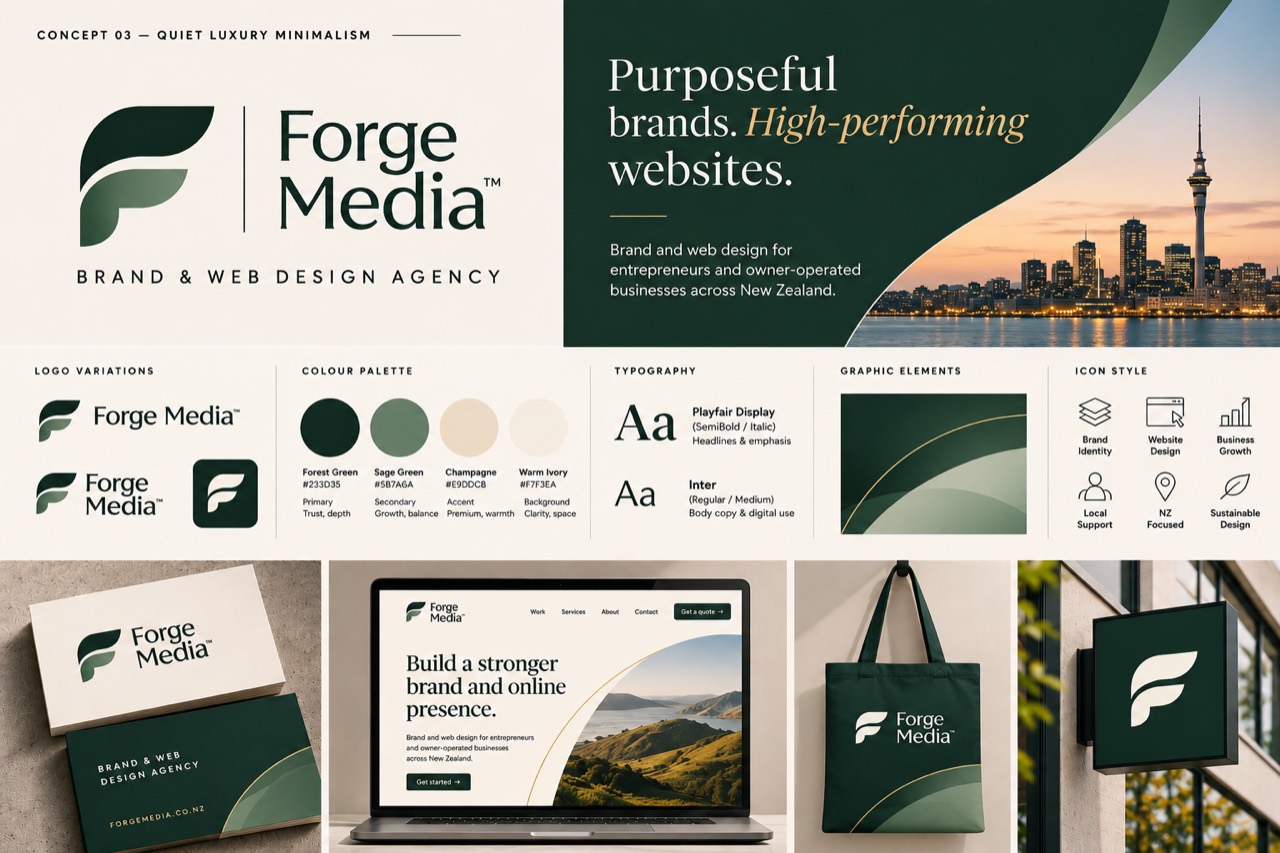 CONCEPT 03 — QUIET LUXURY MINIMALISM
Forge
Media™
BRAND & WEB DESIGN AGENCY
Purposeful
brands. High-performing
websites.
Brand and web design for
entrepreneurs and owner-operated
businesses across New Zealand.
LOGO VARIATIONS
Forge Media™
Forge
Media™
COLOUR PALETTE
Forest Green
#233D35
Primary
Trust, depth
Sage Green
#5B7A6A
Secondary
Growth, balance
Champagne
#E9DDCB
Accent
Premium, warmth
Warm Ivory
#F7F3EA
Background
Clarity, space
TYPOGRAPHY
Aa
Playfair Display
(SemiBold / Italic)
Headlines & emphasis
Aa
Inter
(Regular / Medium)
Body copy & digital use
GRAPHIC ELEMENTS
ICON STYLE
Brand
Identity
Website
Design
Business
Growth
Local
Support
NZ
Focused
Sustainable
Design
Forge
Media™
BRAND & WEB
DESIGN AGENCY
FORGEMEDIA.CO.NZ
Forge
Media™
Work
Services
About
Contact
Get a quote →
Build a stronger
brand and online
presence.
Brand and web design for entrepreneurs
and owner-operated businesses
across New Zealand.
Get started →
Forge
Media™